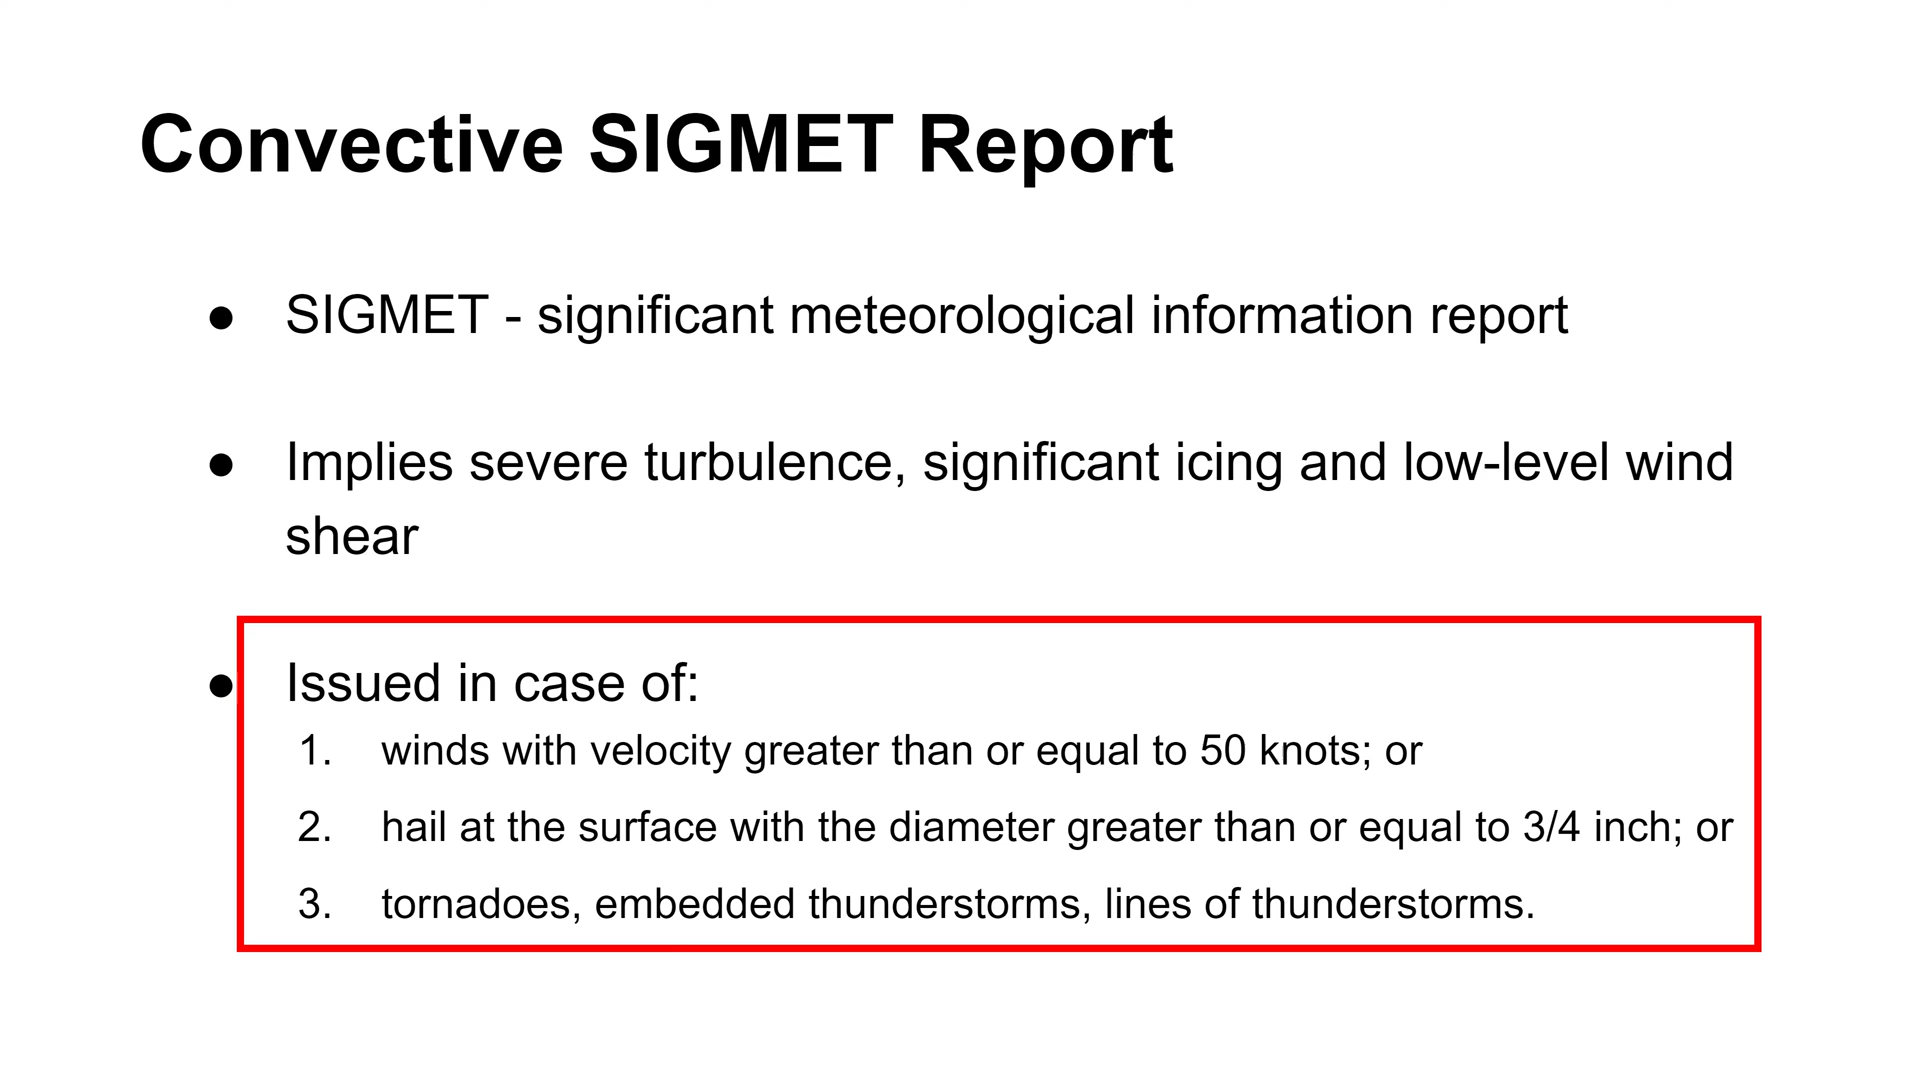 Convective SIGMET Report
● SIGMET - significant meteorological information report
● Implies severe turbulence, significant icing and low-level wind
shear
● Issued in case of:
1. winds with velocity greater than or equal to 50 knots; or
2. hail at the surface with the diameter greater than or equal to 3/4 inch; or
3. tornadoes, embedded thunderstorms, lines of thunderstorms.